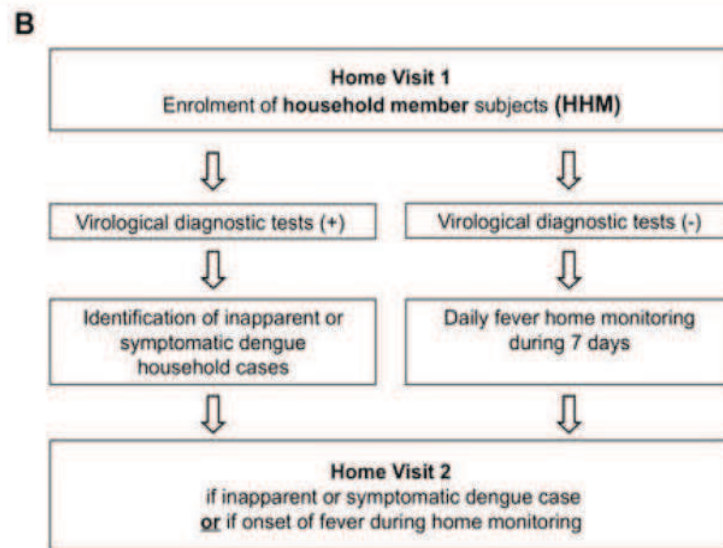 B
Home Visit 1
Enrolment of household member subjects (HHM)
Virological diagnostic tests (+)
Virological diagnostic tests (-)
Identification of inapparent or
symptomatic dengue
household cases
Daily fever home monitoring
during 7 days
Home Visit 2
if inapparent or symptomatic dengue case
or if onset of fever during home monitoring